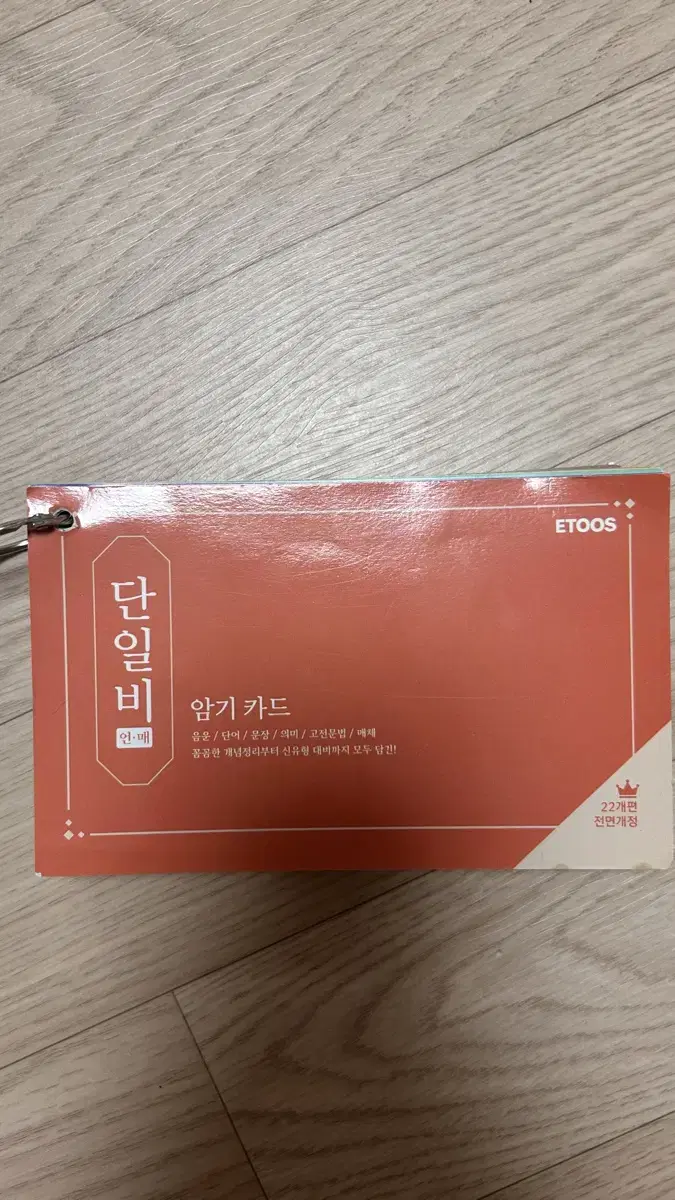 ETOOS
단일비
언·매
암기 카드
음운 / 단어 / 문장 / 의미 / 고전문법 / 매체
꼼꼼한 개념정리부터 신유형 대비까지 모두 담긴!
22개편
전면개정